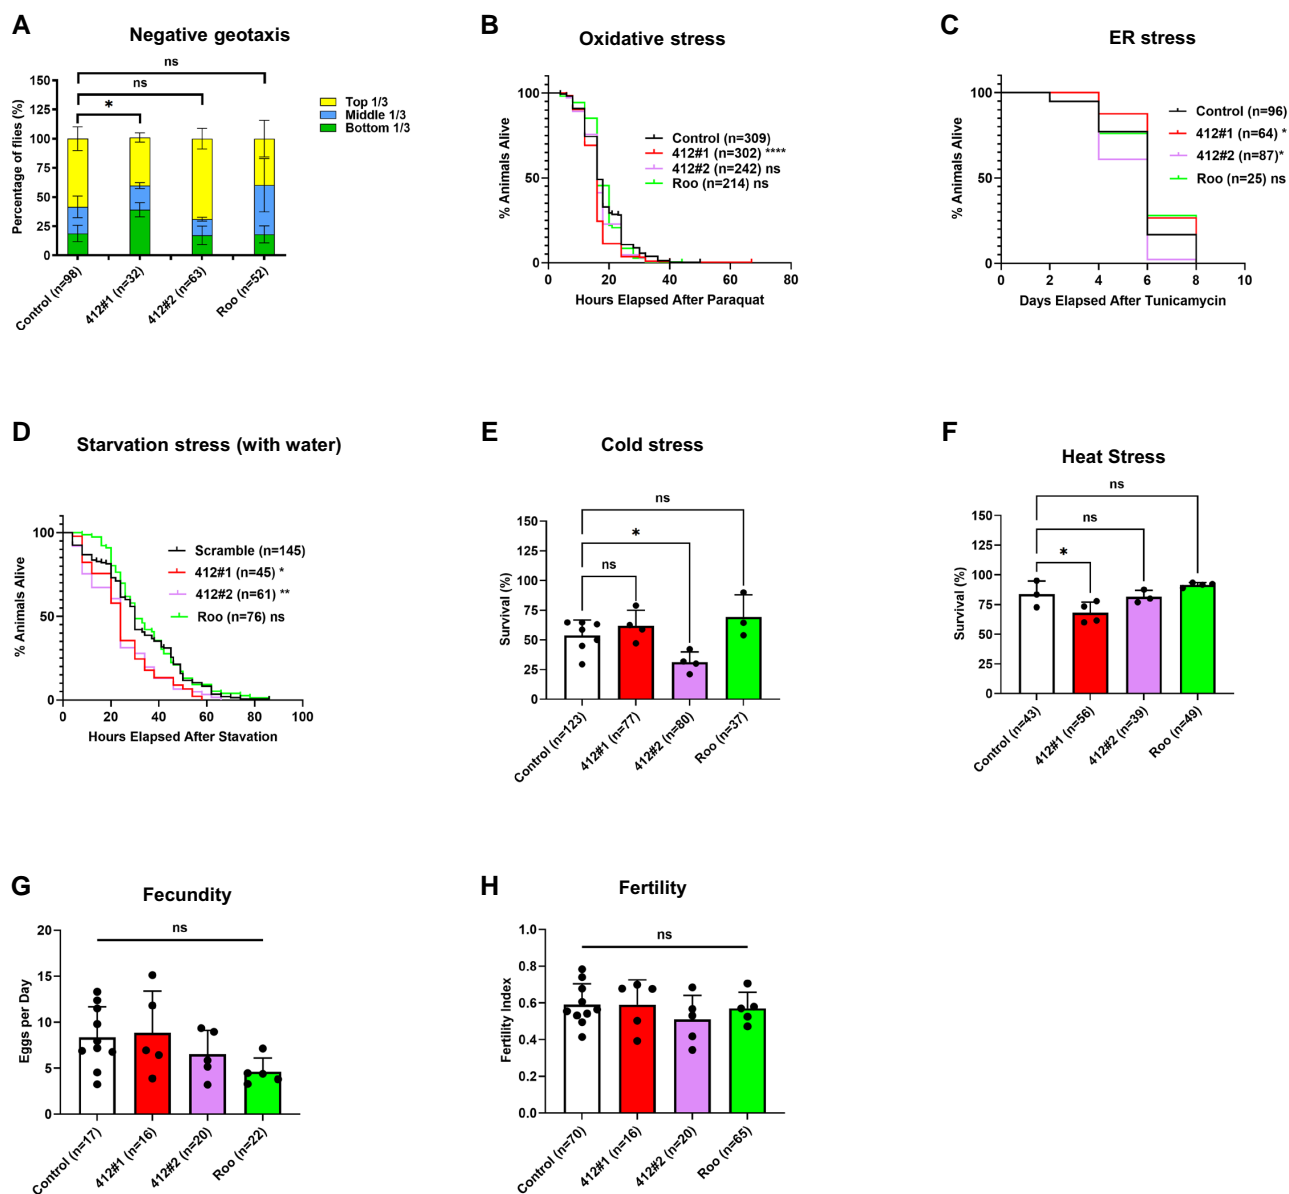 A
Negative geotaxis
ns
ns
*
150
125
100
75
50
25
0
Percentage of flies (%)
Top 1/3
Middle 1/3
Bottom 1/3
Control (n=98)
412#1 (n=32)
412#2 (n=63)
Roo (n=52)
B
Oxidative stress
100
50
0
% Animals Alive
Control (n=309)
412#1 (n=302) ****
412#2 (n=242) ns
Roo (n=214) ns
0 20 40 60 80
Hours Elapsed After Paraquat
C
ER stress
100
50
0
% Animals Alive
Control (n=96)
412#1 (n=64) *
412#2 (n=87)*
Roo (n=25) ns
0 2 4 6 8 10
Days Elapsed After Tunicamycin
D
Starvation stress (with water)
100
50
0
% Animals Alive
Scramble (n=145)
412#1 (n=45) *
412#2 (n=61) **
Roo (n=76) ns
0 20 40 60 80 100
Hours Elapsed After Stavation
E
Cold stress
ns
*
ns
150
125
100
75
50
25
0
Survival (%)
Control (n=123)
412#1 (n=77)
412#2 (n=80)
Roo (n=37)
F
Heat Stress
ns
ns
*
150
125
100
75
50
25
0
Survival (%)
Control (n=43)
412#1 (n=56)
412#2 (n=39)
Roo (n=49)
G
Fecundity
ns
20
15
10
5
0
Eggs per Day
Control (n=17)
412#1 (n=16)
412#2 (n=20)
Roo (n=22)
H
Fertility
ns
1.0
0.8
0.6
0.4
0.2
0.0
Fertility Index
Control (n=70)
412#1 (n=16)
412#2 (n=20)
Roo (n=65)